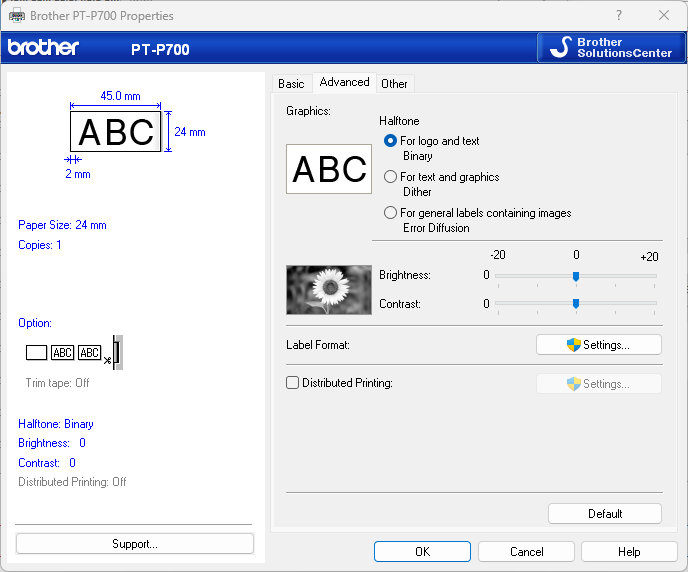 Brother PT-P700 Properties
brother
PT-P700
Brother
SolutionsCenter
45.0 mm
ABC
24 mm
2 mm
Paper Size: 24 mm
Copies: 1
Option:
ABC ABC
Trim tape: Off
Halftone: Binary
Brightness: 0
Contrast: 0
Distributed Printing: Off
Support...
Basic Advanced Other
Graphics:
ABC
Halftone
For logo and text
Binary
For text and graphics
Dither
For general labels containing images
Error Diffusion
-20 0 +20
Brightness: 0
Contrast: 0
Label Format: Settings...
Distributed Printing: Settings...
Default
OK Cancel Help